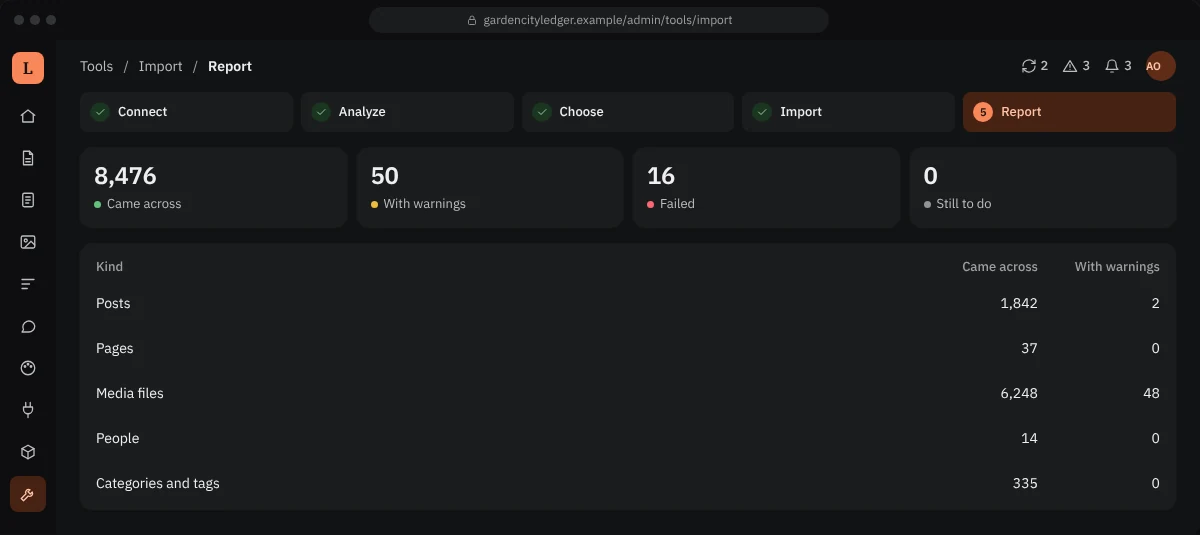 gardencityledger.example/admin/tools/import
L
Tools / Import / Report
2 3 3 AO
Connect
Analyze
Choose
Import
5 Report
8,476
Came across
50
With warnings
16
Failed
0
Still to do
Kind Came across With warnings
Posts 1,842 2
Pages 37 0
Media files 6,248 48
People 14 0
Categories and tags 335 0